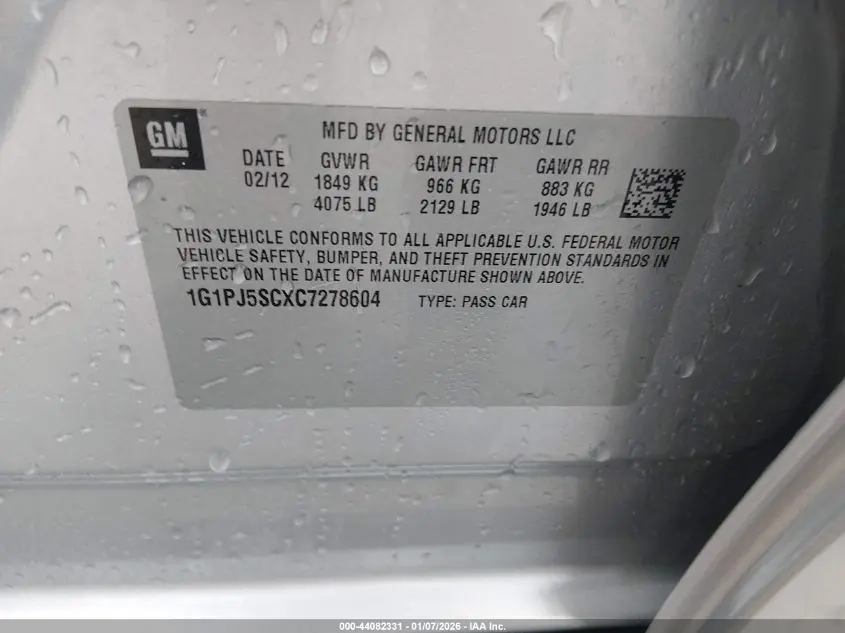 GM
MFD BY GENERAL MOTORS LLC
DATE GVWR GAWR FRT GAWR RR
02/12 1849 KG 966 KG 883 KG
4075 LB 2129 LB 1946 LB
THIS VEHICLE CONFORMS TO ALL APPLICABLE U.S. FEDERAL MOTOR
VEHICLE SAFETY, BUMPER, AND THEFT PREVENTION STANDARDS IN
EFFECT ON THE DATE OF MANUFACTURE SHOWN ABOVE.
1G1PJ5SCXC7278604 TYPE: PASS CAR
000-44082331 - 01/07/2026 - IAA Inc.